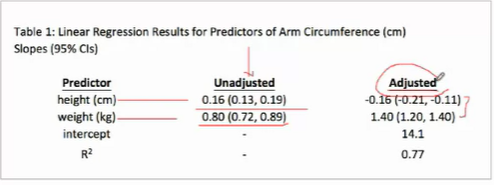 Table 1: Linear Regression Results for Predictors of Arm Circumference (cm)
Slopes (95% CIs)
Predictor Unadjusted Adjusted
height (cm) 0.16 (0.13, 0.19) -0.16 (-0.21, -0.11)
weight (kg) 0.80 (0.72, 0.89) 1.40 (1.20, 1.40)
intercept - 14.1
R² - 0.77